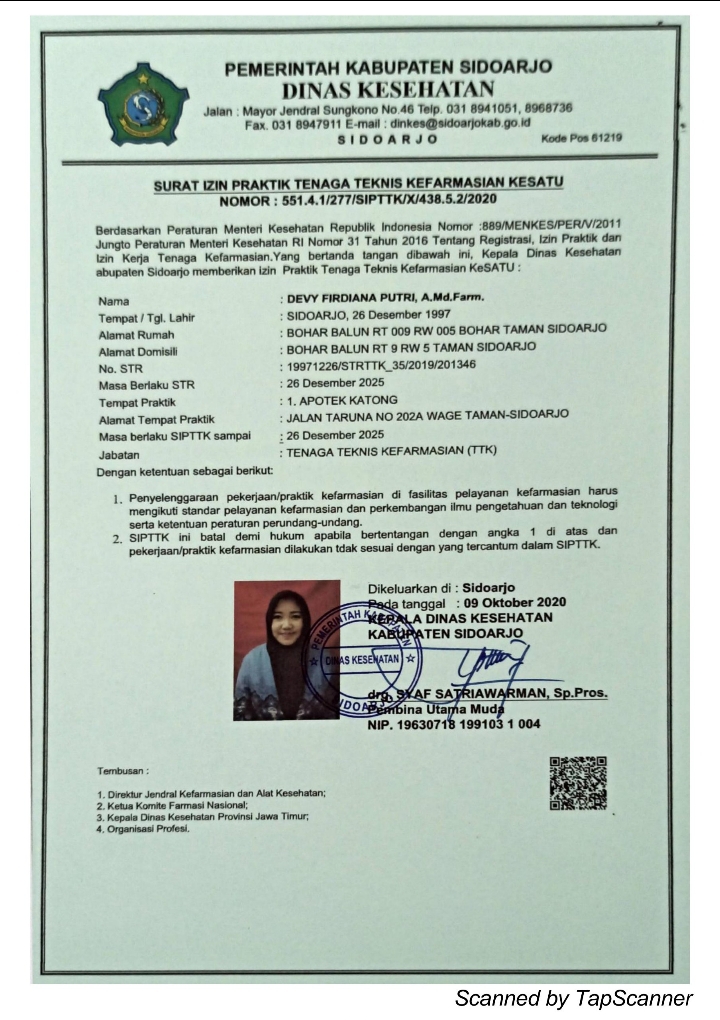 PEMERINTAH KABUPATEN SIDOARJO
DINAS KESEHATAN
Jalan : Mayor Jendral Sungkono No.46 Telp. 031 8941051, 8968736
Fax. 031 8947911 E-mail : dinkes@sidoarjokab.go.id
S I D O A R J O
Kode Pos 61219
SURAT IZIN PRAKTIK TENAGA TEKNIS KEFARMASIAN KESATU
NOMOR : 551.4.1/277/SIPTTK/X/438.5.2/2020
Berdasarkan Peraturan Menteri Kesehatan Republik Indonesia Nomor :889/MENKES/PER/V/2011
Jungto Peraturan Menteri Kesehatan RI Nomor 31 Tahun 2016 Tentang Registrasi, Izin Praktik dan
Izin Kerja Tenaga Kefarmasian.Yang bertanda tangan dibawah ini, Kepala Dinas Kesehatan
abupaten Sidoarjo memberikan izin Praktik Tenaga Teknis Kefarmasian KeSATU :
Nama : DEVY FIRDIANA PUTRI, A.Md.Farm.
Tempat / Tgl. Lahir : SIDOARJO, 26 Desember 1997
Alamat Rumah : BOHAR BALUN RT 009 RW 005 BOHAR TAMAN SIDOARJO
Alamat Domisili : BOHAR BALUN RT 9 RW 5 TAMAN SIDOARJO
No. STR : 19971226/STRTTK_35/2019/201346
Masa Berlaku STR : 26 Desember 2025
Tempat Praktik : 1. APOTEK KATONG
Alamat Tempat Praktik : JALAN TARUNA NO 202A WAGE TAMAN-SIDOARJO
Masa berlaku SIPTTK sampai : 26 Desember 2025
Jabatan : TENAGA TEKNIS KEFARMASIAN (TTK)
Dengan ketentuan sebagai berikut:
1. Penyelenggaraan pekerjaan/praktik kefarmasian di fasilitas pelayanan kefarmasian harus
mengikuti standar pelayanan kefarmasian dan perkembangan ilmu pengetahuan dan teknologi
serta ketentuan peraturan perundang-undang.
2. SIPTTK ini batal demi hukum apabila bertentangan dengan angka 1 di atas dan
pekerjaan/praktik kefarmasian dilakukan tdak sesuai dengan yang tercantum dalam SIPTTK.
Dikeluarkan di : Sidoarjo
Pada tanggal : 09 Oktober 2020
KEPALA DINAS KESEHATAN
KABUPATEN SIDOARJO
PEMERINTAH KABUPATEN
DINAS KESEHATAN
SIDOARJO
drg. SYAF SATRIAWARMAN, Sp.Pros.
Pembina Utama Muda
NIP. 19630718 199103 1 004
Tembusan :
1. Direktur Jendral Kefarmasian dan Alat Kesehatan;
2. Ketua Komite Farmasi Nasional;
3. Kepala Dinas Kesehatan Provinsi Jawa Timur;
4. Organisasi Profesi.
Scanned by TapScanner